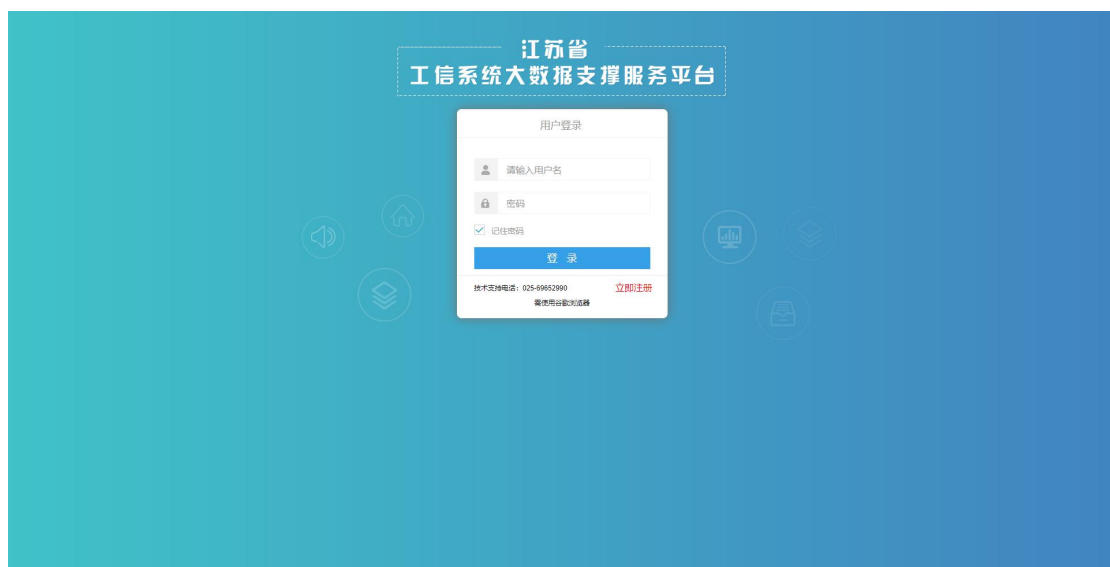 江苏省
工信系统大数据支撑服务平台
用户登录
请输入用户名
密码
记住密码
登 录
技术支持电话：025-69652990 立即注册
需使用谷歌浏览器